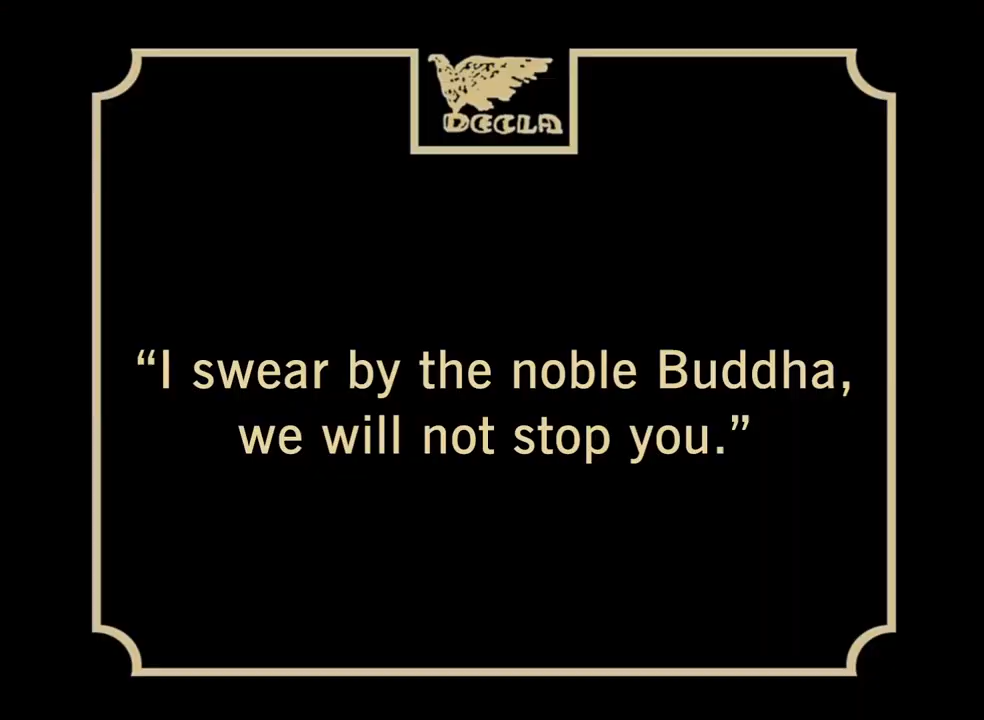 DECLA
“I swear by the noble Buddha,
we will not stop you.”